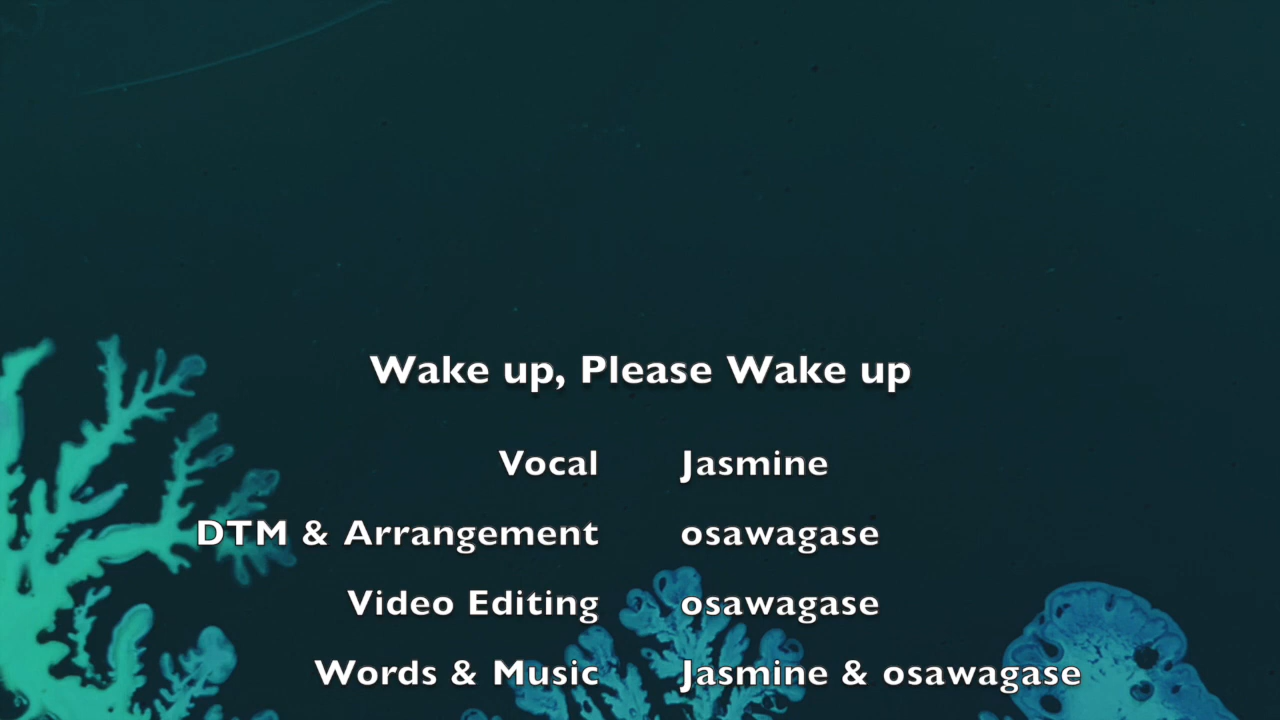 Wake up, Please Wake up
Vocal Jasmine
DTM & Arrangement osawagase
Video Editing osawagase
Words & Music Jasmine & osawagase